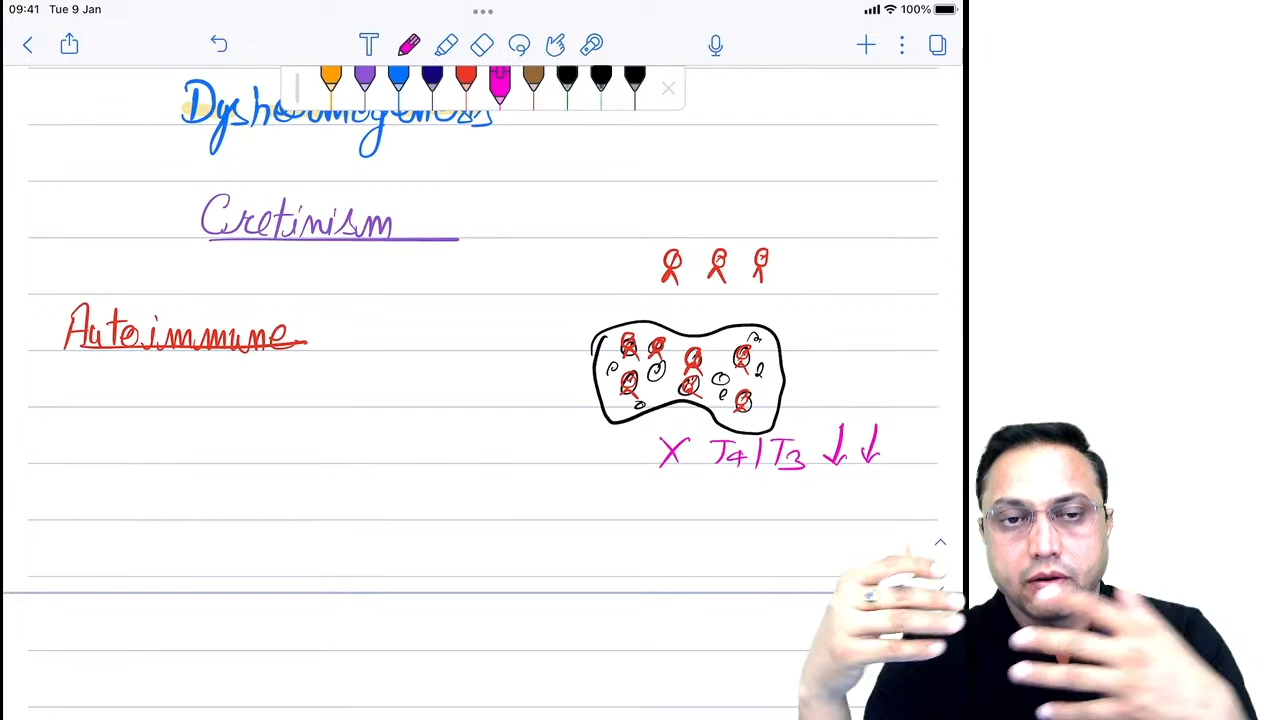 09:41 Tue 9 Jan
100%
Cretinism
Autoimmune
X T4/T3 ↓ ↓